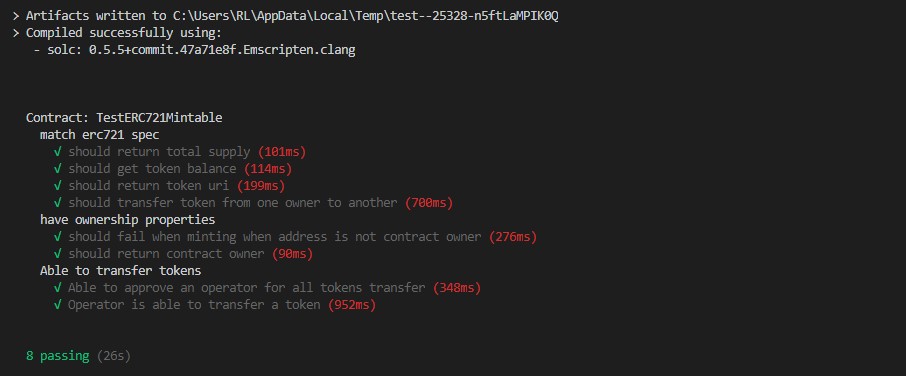 > Artifacts written to C:\Users\RL\AppData\Local\Temp\test--25328-n5ftLaMPIK0Q
> Compiled successfully using:
- solc: 0.5.5+commit.47a71e8f.Emscripten.clang
Contract: TestERC721Mintable
match erc721 spec
√ should return total supply (101ms)
√ should get token balance (114ms)
√ should return token uri (199ms)
√ should transfer token from one owner to another (700ms)
have ownership properties
√ should fail when minting when address is not contract owner (276ms)
√ should return contract owner (90ms)
Able to transfer tokens
√ Able to approve an operator for all tokens transfer (348ms)
√ Operator is able to transfer a token (952ms)
8 passing (26s)